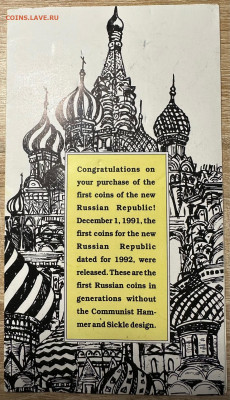 COINS.LAVE.RU
Congratulations on
your purchase of the
first coins of the new
Russian Republic!
December 1, 1991, the
first coins for the new
Russian Republic
dated for 1992, were
released. These are the
first Russian coins in
generations without
the Communist Ham-
mer and Sickle design.